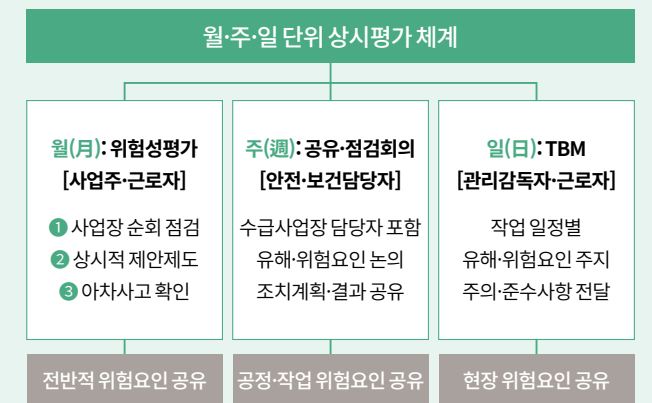 월·주·일 단위 상시평가 체계
월(月): 위험성평가
[사업주·근로자]
❶ 사업장 순회 점검
❷ 상시적 제안제도
❸ 아차사고 확인
전반적 위험요인 공유
주(週): 공유·점검회의
[안전·보건담당자]
수급사업장 담당자 포함
유해·위험요인 논의
조치계획·결과 공유
공정·작업 위험요인 공유
일(日): TBM
[관리감독자·근로자]
작업 일정별
유해·위험요인 주지
주의·준수사항 전달
현장 위험요인 공유